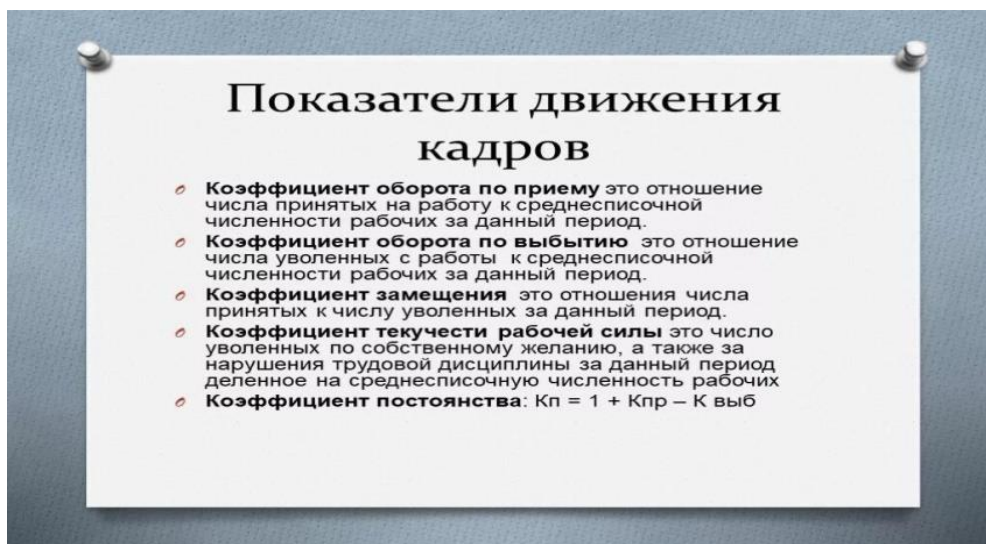 Показатели движения
кадров
Коэффициент оборота по приему это отношение
числа принятых на работу к среднесписочной
численности рабочих за данный период.
Коэффициент оборота по выбытию это отношение
числа уволенных с работы к среднесписочной
численности рабочих за данный период.
Коэффициент замещения это отношения числа
принятых к числу уволенных за данный период.
Коэффициент текучести рабочей силы это число
уволенных по собственному желанию, а также за
нарушения трудовой дисциплины за данный период
деленное на среднесписочную численность рабочих
Коэффициент постоянства: Кп = 1 + Кпр – К выб